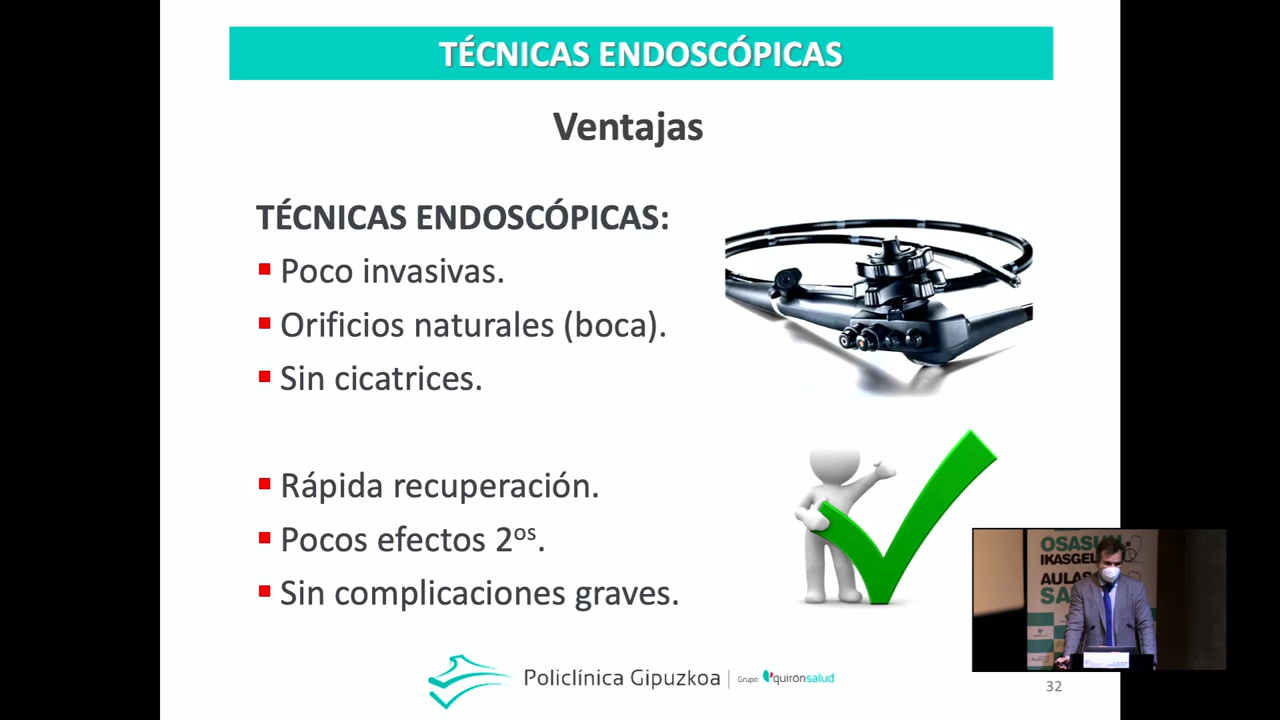 TÉCNICAS ENDOSCÓPICAS
Ventajas
TÉCNICAS ENDOSCÓPICAS:
Poco invasivas.
Orificios naturales (boca).
Sin cicatrices.
Rápida recuperación.
Pocos efectos 2ºˢ.
Sin complicaciones graves.
OSASUN
IKASGEL
AULAS
SA
Policlínica Gipuzkoa | Grupo quirónsalud
32